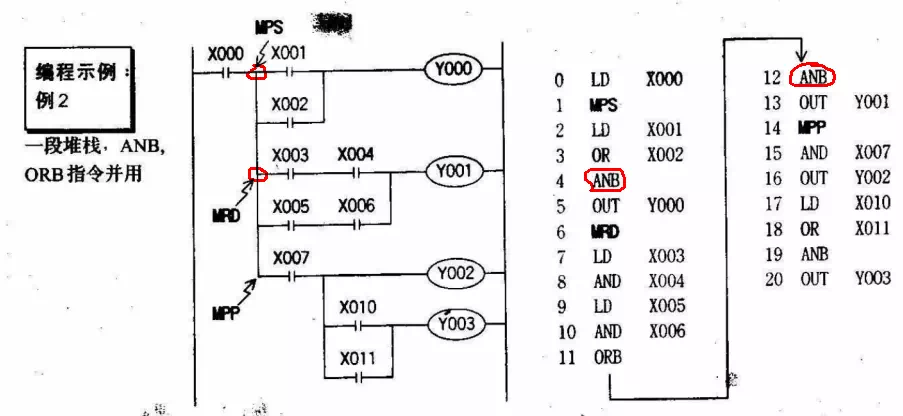 编程示例：
例2
一段堆栈，ANB,
ORB指令并用
MPS
X000
X001
Y000
X002
X003
X004
Y001
MRD
X005
X006
X007
Y002
MPP
X010
Y003
X011
0 LD X000
1 MPS
2 LD X001
3 OR X002
4 ANB
5 OUT Y000
6 MRD
7 LD X003
8 AND X004
9 LD X005
10 AND X006
11 ORB
12 ANB
13 OUT Y001
14 MPP
15 AND X007
16 OUT Y002
17 LD X010
18 OR X011
19 ANB
20 OUT Y003